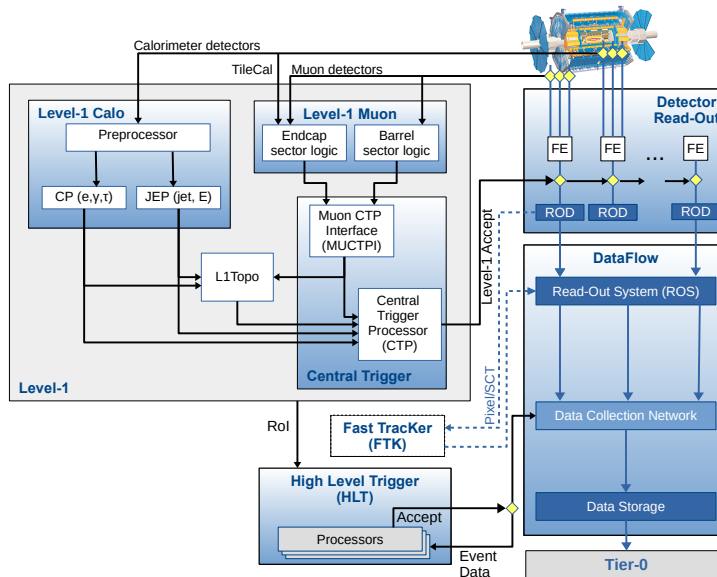 Calorimeter detectors
TileCal
Muon detectors
Level-1 Calo
Preprocessor
CP (e,γ,τ)
JEP (jet, E)
Level-1 Muon
Endcap
sector logic
Barrel
sector logic
Detector
Read-Out
FE
FE
...
FE
ROD
ROD
ROD
Muon CTP
Interface
(MUCTPI)
L1Topo
Central
Trigger
Processor
(CTP)
Central Trigger
Level-1
Level-1 Accept
DataFlow
Read-Out System (ROS)
Pixel/SCT
Data Collection Network
RoI
Fast TracKer
(FTK)
High Level Trigger
(HLT)
Accept
Processors
Event
Data
Data Storage
Tier-0